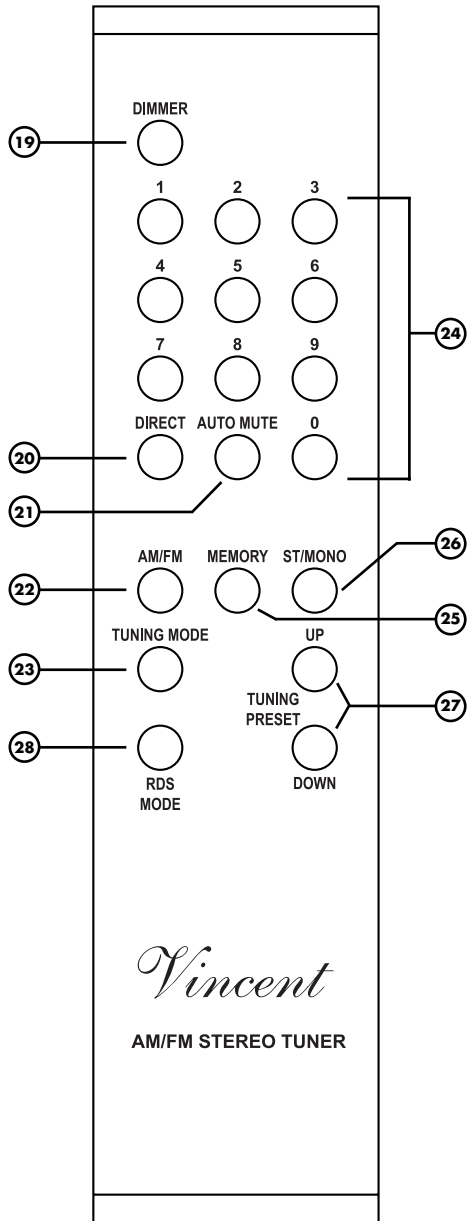 DIMMER
19
1 2 3
4 5 6
24
7 8 9
DIRECT AUTO MUTE 0
20
21
26
AM/FM MEMORY ST/MONO
22
25
TUNING MODE UP
23
TUNING
PRESET
27
28
RDS
MODE
DOWN
Vincent
AM/FM STEREO TUNER